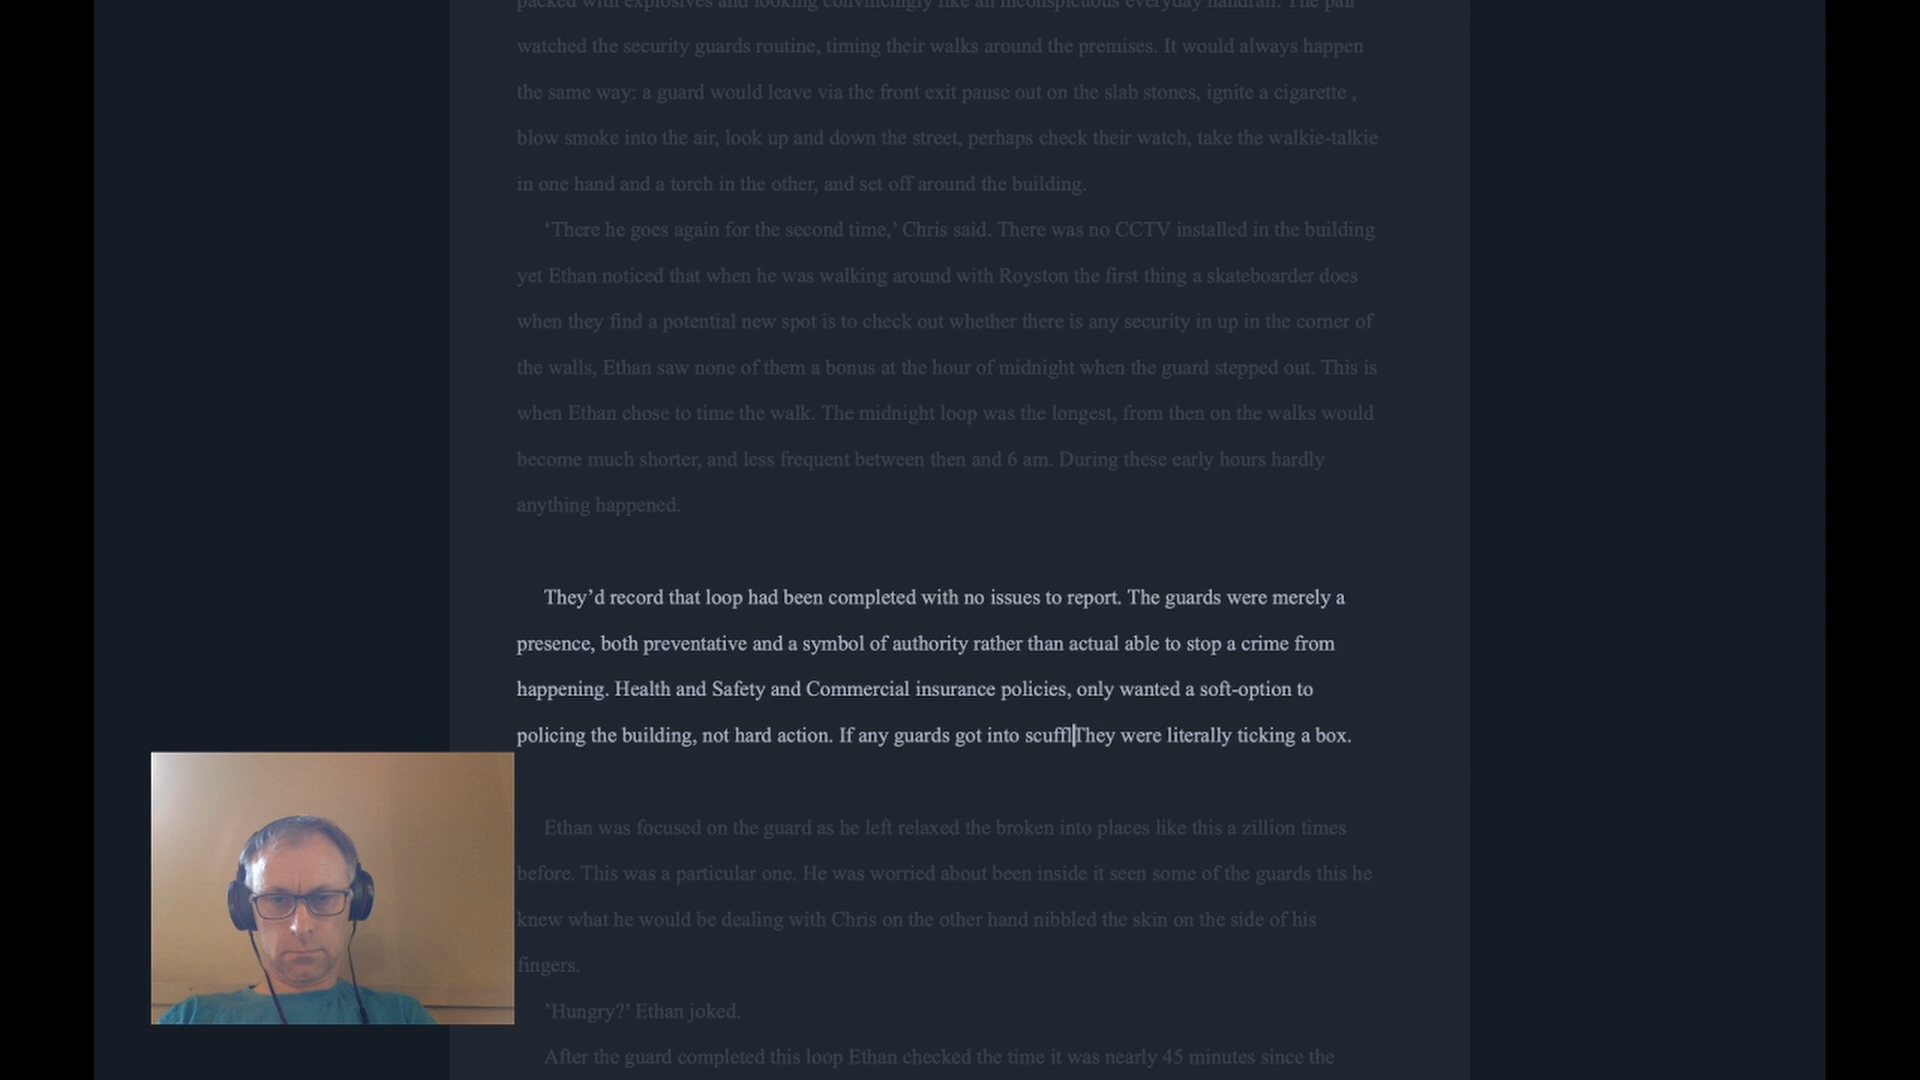 packed with explosives and looking convincingly like an inconspicuous everyday handrail. The pair
watched the security guards routine, timing their walks around the premises. It would always happen
the same way: a guard would leave via the front exit pause out on the slab stones, ignite a cigarette ,
blow smoke into the air, look up and down the street, perhaps check their watch, take the walkie-talkie
in one hand and a torch in the other, and set off around the building.
‘There he goes again for the second time,’ Chris said. There was no CCTV installed in the building
yet Ethan noticed that when he was walking around with Royston the first thing a skateboarder does
when they find a potential new spot is to check out whether there is any security in up in the corner of
the walls, Ethan saw none of them a bonus at the hour of midnight when the guard stepped out. This is
when Ethan chose to time the walk. The midnight loop was the longest, from then on the walks would
become much shorter, and less frequent between then and 6 am. During these early hours hardly
anything happened.
They’d record that loop had been completed with no issues to report. The guards were merely a
presence, both preventative and a symbol of authority rather than actual able to stop a crime from
happening. Health and Safety and Commercial insurance policies, only wanted a soft-option to
policing the building, not hard action. If any guards got into scufflThey were literally ticking a box.
Ethan was focused on the guard as he left relaxed the broken into places like this a zillion times
before. This was a particular one. He was worried about been inside it seen some of the guards this he
knew what he would be dealing with Chris on the other hand nibbled the skin on the side of his
fingers.
’Hungry?’ Ethan joked.
After the guard completed this loop Ethan checked the time it was nearly 45 minutes since the